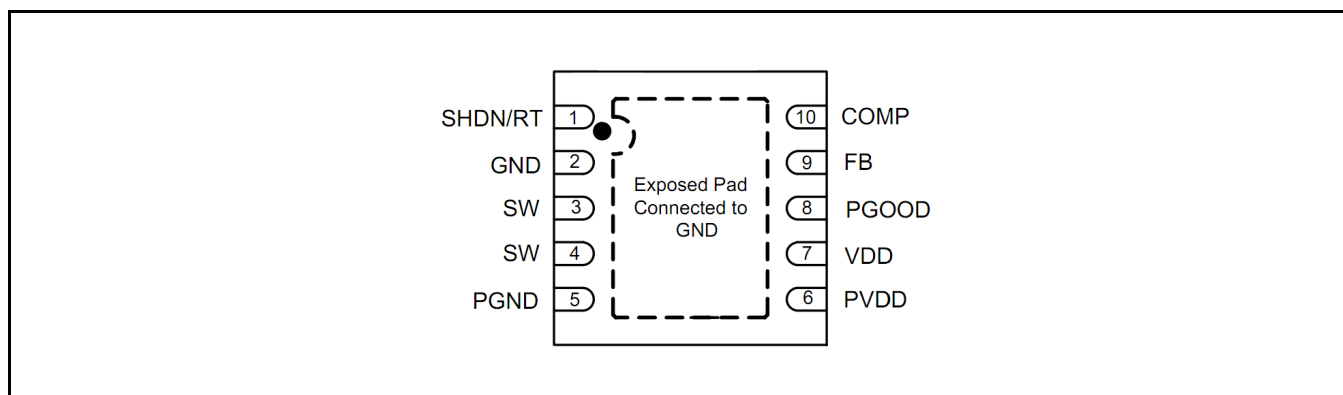 SHDN/RT 1
GND 2
SW 3
SW 4
PGND 5
Exposed Pad
Connected to
GND
10 COMP
9 FB
8 PGOOD
7 VDD
6 PVDD